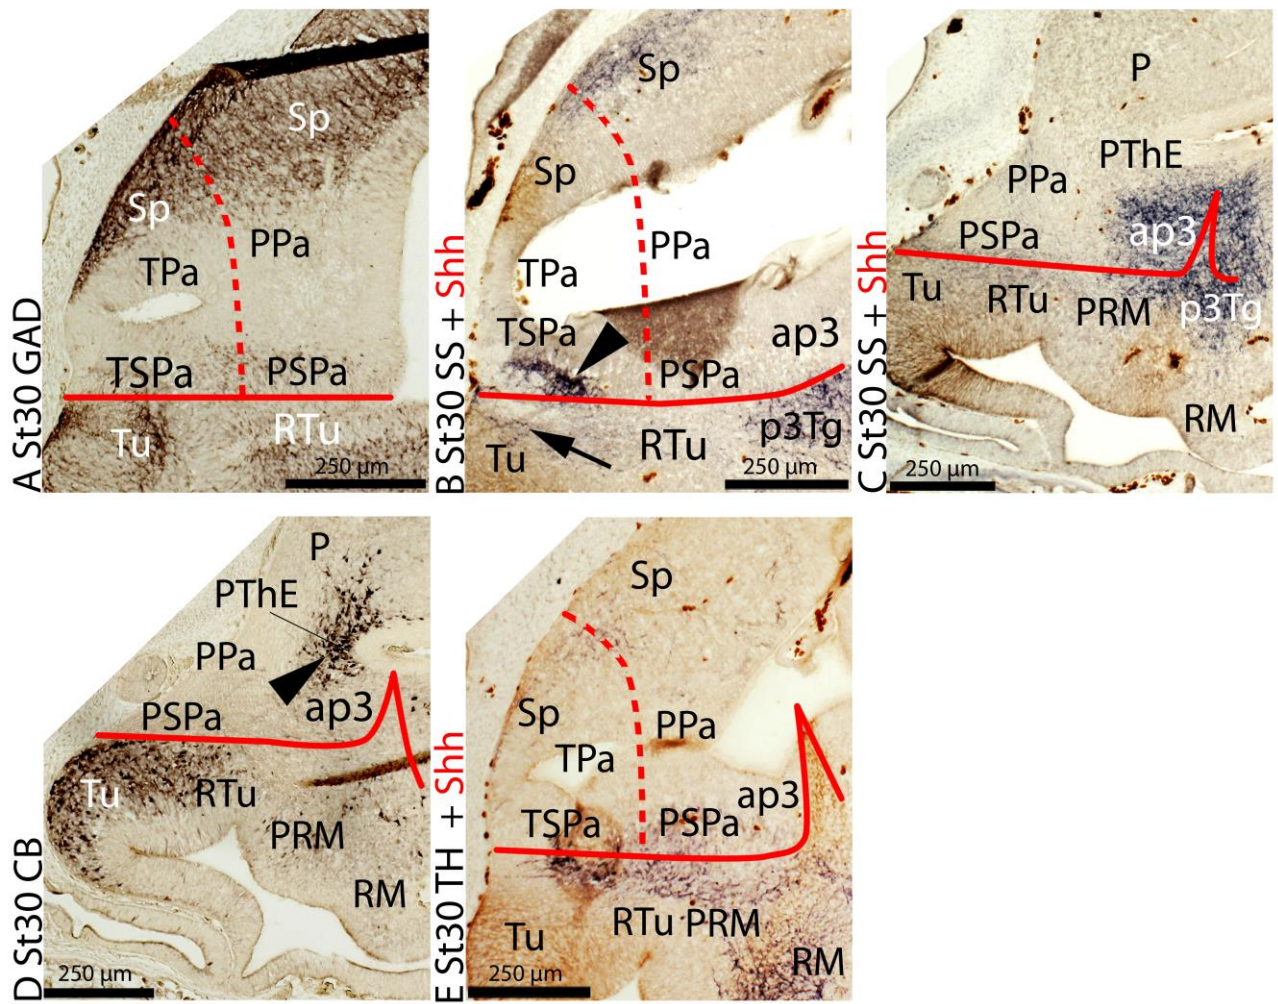 A St30 GAD
Sp
Sp
PPa
TPa
TSPa
PSPa
Tu
RTu
250 µm
B St30 SS + Shh
Sp
Sp
PPa
TPa
TSPa
ap3
PSPa
p3Tg
RTu
Tu
250 µm
C St30 SS + Shh
P
PThE
PPa
ap3
PSPa
Tu
RTu
PRM
p3Tg
RM
250 µm
D St30 CB
P
PThE
PPa
ap3
PSPa
Tu
RTu
PRM
RM
250 µm
E St30 TH + Shh
Sp
Sp
PPa
TPa
ap3
TSPa
PSPa
RTu PRM
Tu
RM
250 µm